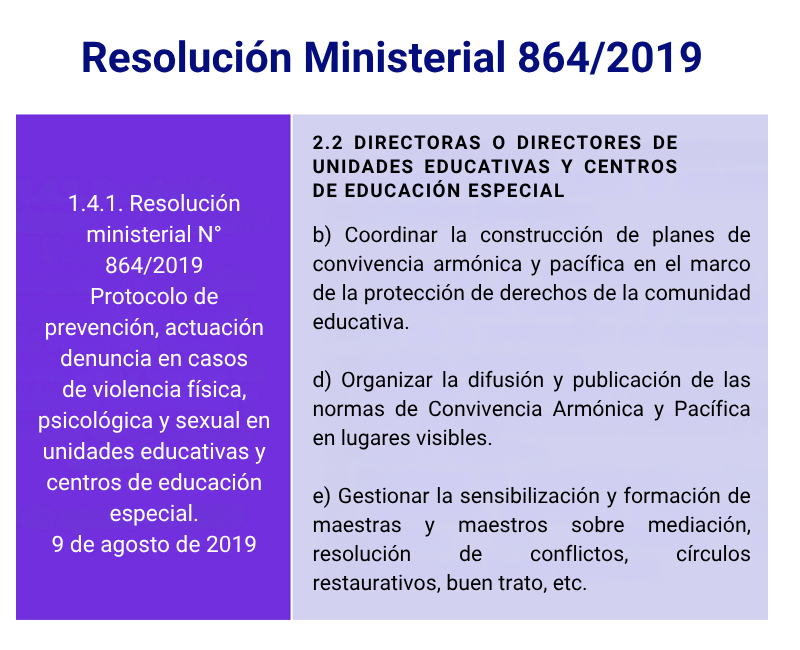 Resolución Ministerial 864/2019
1.4.1. Resolución
ministerial N°
864/2019
Protocolo de
prevención, actuación
denuncia en casos
de violencia física,
psicológica y sexual en
unidades educativas y
centros de educación
especial.
9 de agosto de 2019
2.2 DIRECTORAS O DIRECTORES DE
UNIDADES EDUCATIVAS Y CENTROS
DE EDUCACIÓN ESPECIAL
b) Coordinar la construcción de planes de
convivencia armónica y pacífica en el marco
de la protección de derechos de la comunidad
educativa.
d) Organizar la difusión y publicación de las
normas de Convivencia Armónica y Pacífica
en lugares visibles.
e) Gestionar la sensibilización y formación de
maestras y maestros sobre mediación,
resolución de conflictos, círculos
restaurativos, buen trato, etc.